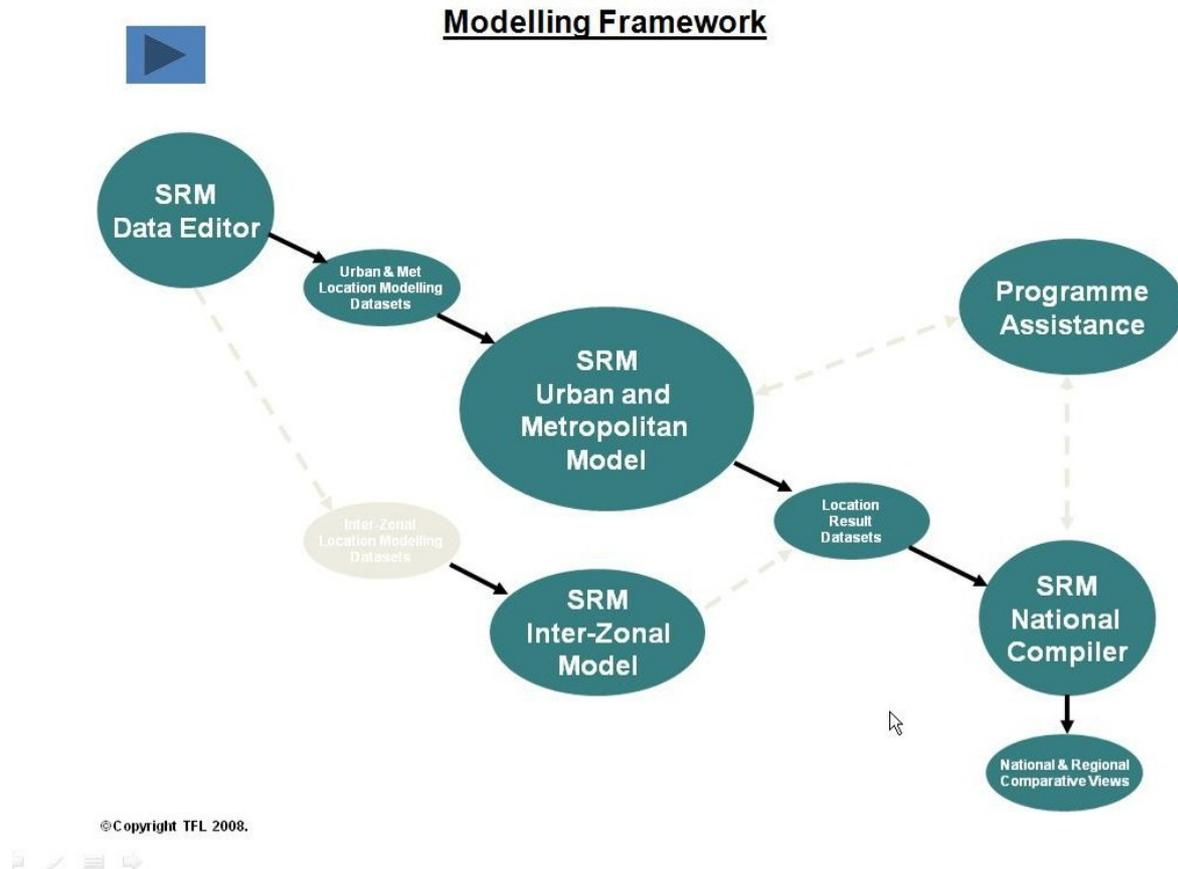 Modelling Framework
SRM
Data Editor
Urban & Met
Location Modelling
Datasets
Programme
Assistance
SRM
Urban and
Metropolitan
Model
Location
Result
Datasets
Inter-Zonal
Location Modelling
Datasets
SRM
Inter-Zonal
Model
SRM
National
Compiler
National & Regional
Comparative Views
©Copyright TFL 2008.